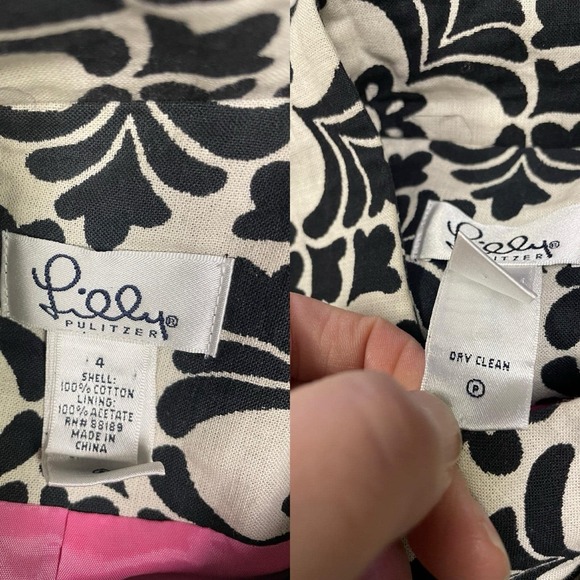 Lilly®
PULITZER
4
SHELL:
100% COTTON
LINING:
100% ACETATE
RN# 88189
MADE IN
CHINA
Lilly®
PULITZER
DRY CLEAN
P